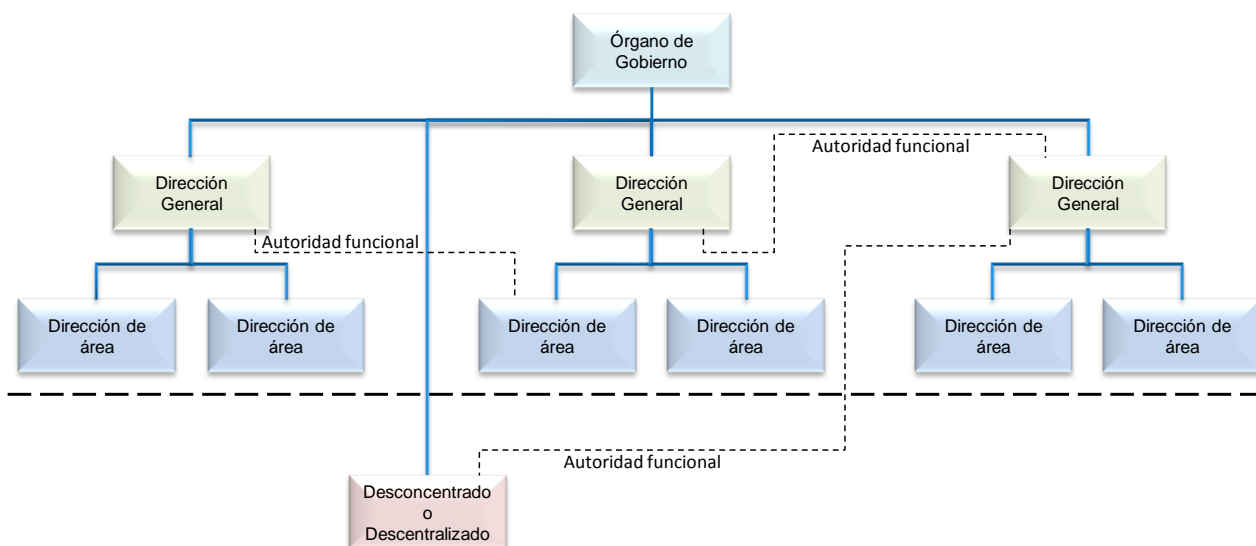 Órgano de
Gobierno
Autoridad funcional
Dirección
General
Dirección
General
Dirección
General
Autoridad funcional
Dirección de
área
Dirección de
área
Dirección de
área
Dirección de
área
Dirección de
área
Dirección de
área
Autoridad funcional
Desconcentrado
o
Descentralizado